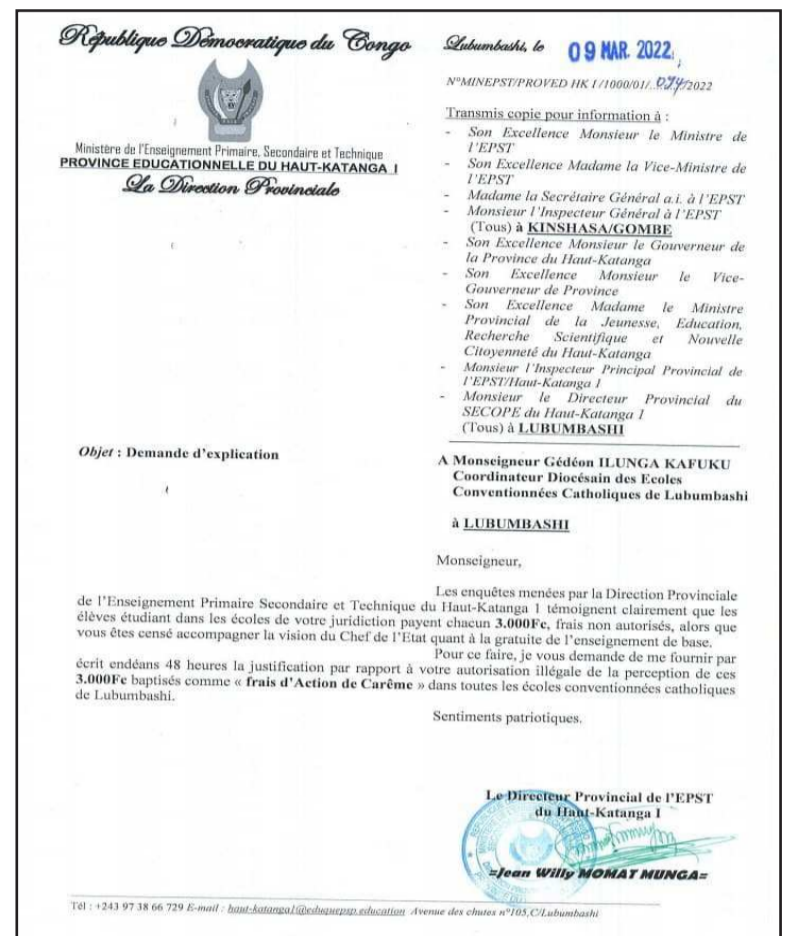 République Démocratique du Congo
Ministère de l'Enseignement Primaire, Secondaire et Technique
PROVINCE EDUCATIONNELLE DU HAUT-KATANGA I
La Direction Provinciale
Lubumbashi, le 09 MAR. 2022
N°MINEPST/PROVED HK 1/1000/01/..074/2022
Transmis copie pour information à :
- Son Excellence Monsieur le Ministre de
l'EPST
- Son Excellence Madame la Vice-Ministre de
l'EPST
- Madame la Secrétaire Général a.i. à l'EPST
- Monsieur l'Inspecteur Général à l'EPST
(Tous) à KINSHASA/GOMBE
- Son Excellence Monsieur le Gouverneur de
la Province du Haut-Katanga
- Son Excellence Monsieur le Vice-
Gouverneur de Province
- Son Excellence Madame le Ministre
Provincial de la Jeunesse, Education,
Recherche Scientifique et Nouvelle
Citoyenneté du Haut-Katanga
- Monsieur l'Inspecteur Principal Provincial de
l'EPST/Haut-Katanga 1
- Monsieur le Directeur Provincial du
SECOPE du Haut-Katanga 1
(Tous) à LUBUMBASHI
Objet : Demande d'explication
A Monseigneur Gédéon ILUNGA KAFUKU
Coordinateur Diocésain des Ecoles
Conventionnées Catholiques de Lubumbashi
à LUBUMBASHI
Monseigneur,
Les enquêtes menées par la Direction Provinciale
de l'Enseignement Primaire Secondaire et Technique du Haut-Katanga 1 témoignent clairement que les
élèves étudiant dans les écoles de votre juridiction payent chacun 3.000Fc, frais non autorisés, alors que
vous êtes censé accompagner la vision du Chef de l'Etat quant à la gratuite de l'enseignement de base.
Pour ce faire, je vous demande de me fournir par
écrit endéans 48 heures la justification par rapport à votre autorisation illégale de la perception de ces
3.000Fc baptisés comme « frais d'Action de Carême » dans toutes les écoles conventionnées catholiques
de Lubumbashi.
Sentiments patriotiques.
Le Directeur Provincial de l'EPST
du Haut-Katanga I
=Jean Willy MOMAT MUNGA=
Tél : +243 97 38 66 729 E-mail : haut-katanga1@eduquepsp.education Avenue des chutes n°105,C/Lubumbashi